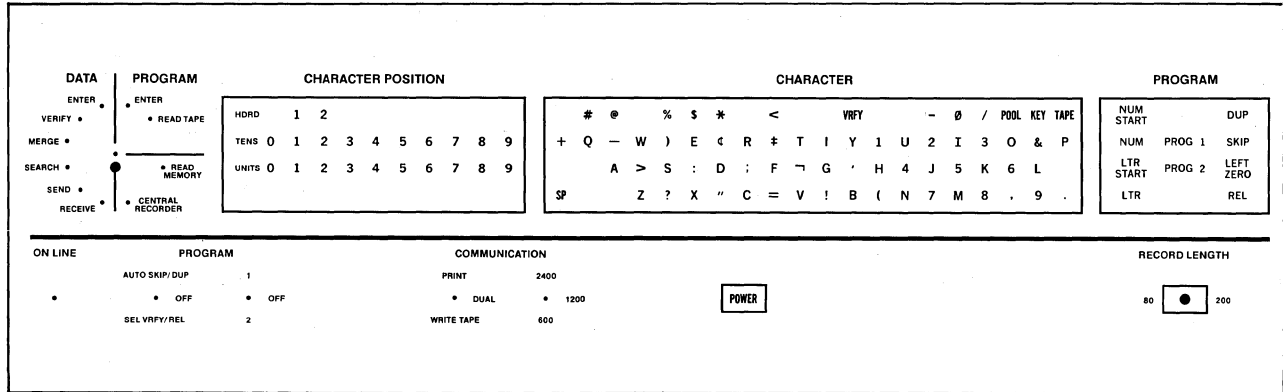 DATA PROGRAM CHARACTER POSITION CHARACTER PROGRAM
ENTER ENTER
VERIFY READ TAPE
MERGE
SEARCH READ MEMORY
SEND
RECEIVE CENTRAL RECORDER
HDRD 1 2
TENS 0 1 2 3 4 5 6 7 8 9
UNITS 0 1 2 3 4 5 6 7 8 9
# @ % $ * < VRFY - Ø / POOL KEY TAPE
+ Q — W ) E ¢ R ‡ T | Y 1 U 2 I 3 O & P
A > S : D ; F ¬ G ' H 4 J 5 K 6 L
SP Z ? X " C = V ! B ( N 7 M 8 , 9 .
NUM START DUP
NUM PROG 1 SKIP
LTR START PROG 2 LEFT ZERO
LTR REL
ON LINE PROGRAM COMMUNICATION RECORD LENGTH
AUTO SKIP/DUP 1 PRINT 2400
OFF OFF DUAL 1200 POWER 80 200
SEL VRFY/REL 2 WRITE TAPE 600